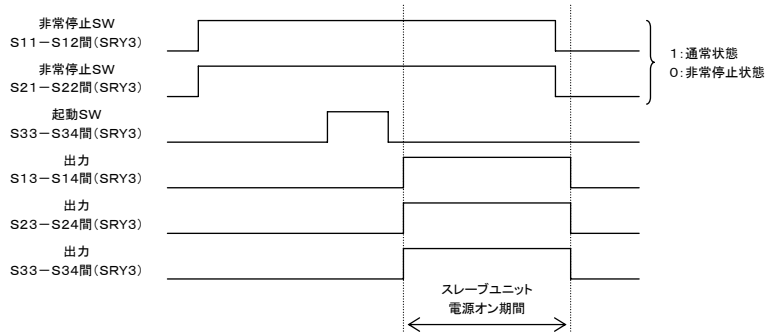 非常停止SW
S11－S12間(SRY3)
非常停止SW
S21－S22間(SRY3)
起動SW
S33－S34間(SRY3)
出力
S13－S14間(SRY3)
出力
S23－S24間(SRY3)
出力
S33－S34間(SRY3)
1:通常状態
0:非常停止状態
スレーブユニット
電源オン期間